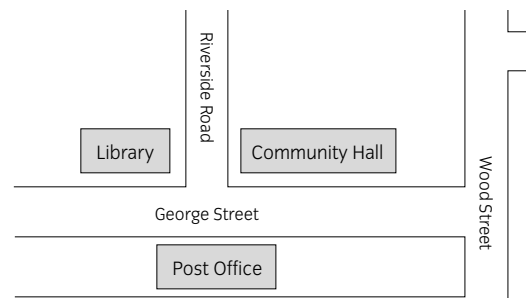 Riverside Road
Library
Community Hall
Wood Street
George Street
Post Office